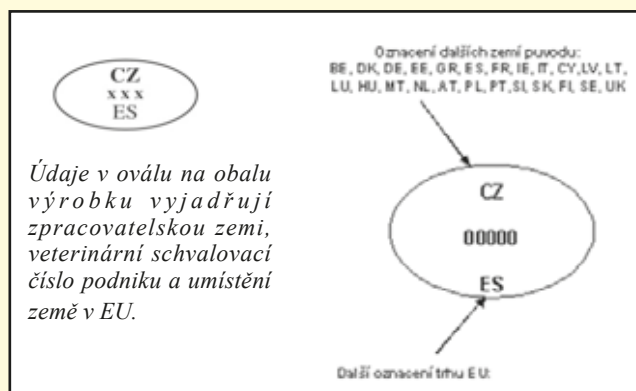 CZ
x x x
ES
Údaje v oválu na obalu
výrobku vyjadřují
zpracovatelskou zemi,
veterinární schvalovací
číslo podniku a umístění
země v EU.
Oznacení dalších zemí puvodu:
BE, DK, DE, EE, GR, ES, FR, IE, IT, CY, LV, LT,
LU, HU, MT, NL, AT, PL, PT, SI, SK, FI, SE, UK
CZ
00000
ES
Další oznacení trhu EU: